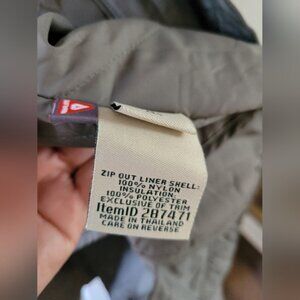 ZIP OUT LINER SHELL:
100% NYLON
INSULATION:
100% POLYESTER
EXCLUSIVE OF TRIM
ItemID 287471
MADE IN THAILAND
CARE ON REVERSE